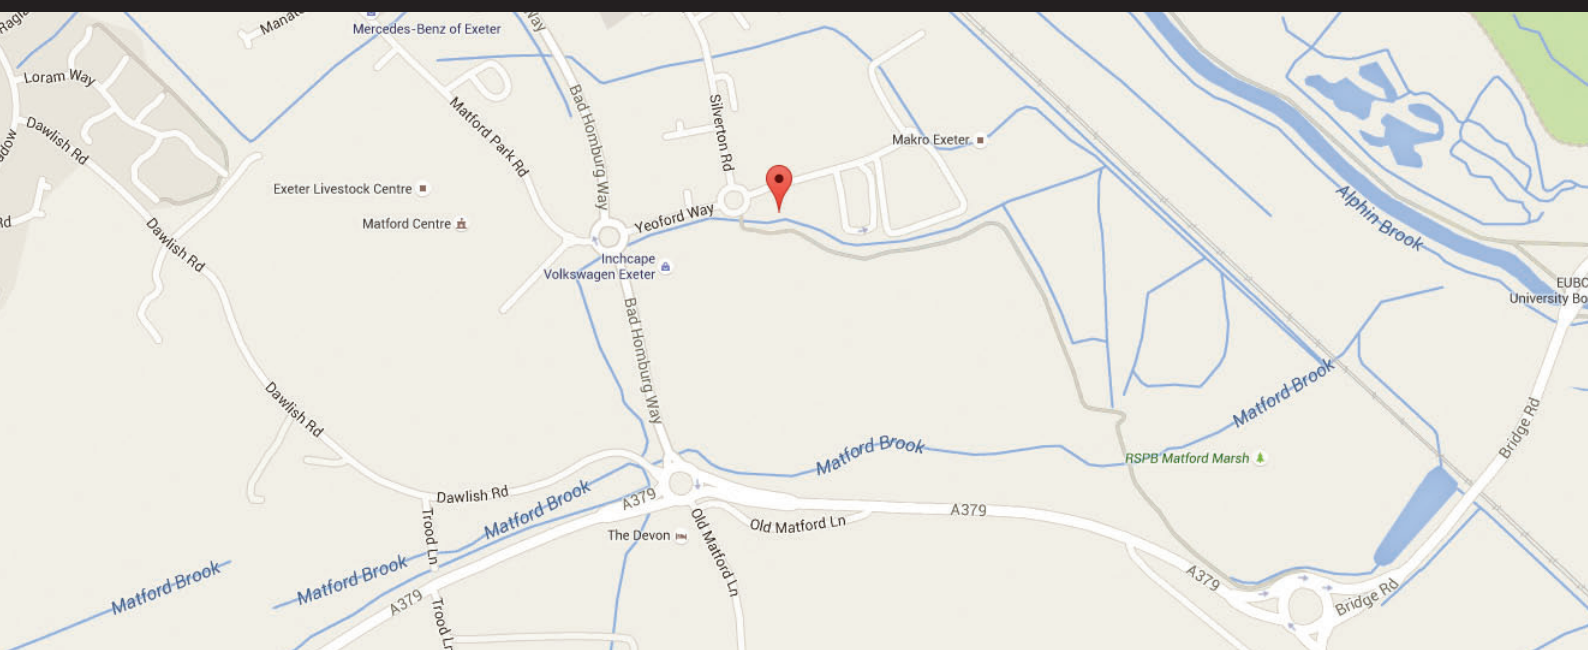 Mercedes-Benz of Exeter
Way
Loram Way
Dawlish Rd
Matford Park Rd
Bad Homburg Way
Silverton Rd
Makro Exeter
Exeter Livestock Centre
Matford Centre
Yeoford Way
Alphin Brook
Dawlish Rd
Inchcape
Volkswagen Exeter
EUBC
University Bo
Bad Homburg Way
Dawlish Rd
Matford Brook
Bridge Rd
Matford Brook
RSPB Matford Marsh
Dawlish Rd
Matford Brook
A379
Old Matford Ln
A379
Trood Ln
The Devon
Old Matford Ln
Matford Brook
Matford Brook
A379
A379
Bridge Rd
Trood Ln